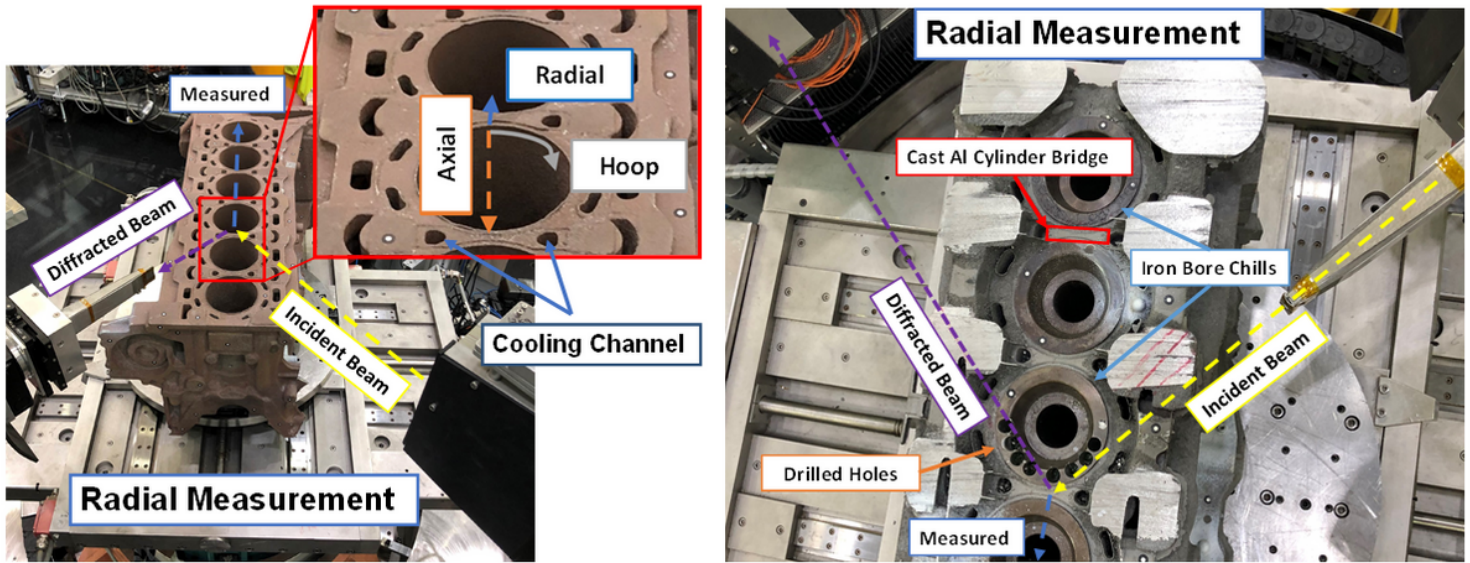 Measured
Radial
Axial
Hoop
Diffracted Beam
Incident Beam
Cooling Channel
Radial Measurement
Radial Measurement
Cast Al Cylinder Bridge
Iron Bore Chills
Diffracted Beam
Incident Beam
Drilled Holes
Measured